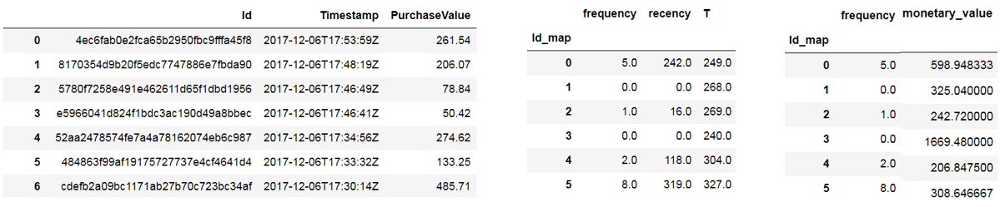 Id Timestamp PurchaseValue
0 4ec6fab0e2fca65b2950fbc9fffa45f8 2017-12-06T17:53:59Z 261.54
1 8170354d9b20f5edc7747886e7fbda90 2017-12-06T17:48:19Z 206.07
2 5780f7258e491e462611d65f1dbd1956 2017-12-06T17:46:49Z 78.84
3 e5966041d824f1bdc3ac190d49a8bbec 2017-12-06T17:46:41Z 50.42
4 52aa2478574fe7a4a78162074eb6c987 2017-12-06T17:34:56Z 274.62
5 484863f99af19175727737e4cf4641d4 2017-12-06T17:33:32Z 133.25
6 cdefb2a09bc1171ab27b70c723bc34af 2017-12-06T17:30:14Z 485.71
frequency recency T
Id_map
0 5.0 242.0 249.0
1 0.0 0.0 268.0
2 1.0 16.0 269.0
3 0.0 0.0 240.0
4 2.0 118.0 304.0
5 8.0 319.0 327.0
frequency monetary_value
Id_map
0 5.0 598.948333
1 0.0 325.040000
2 1.0 242.720000
3 0.0 1669.480000
4 2.0 206.847500
5 8.0 308.646667